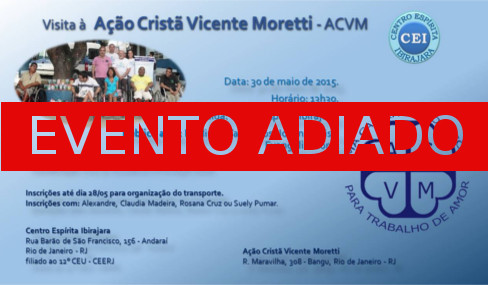 Visita à Ação Cristã Vicente Moretti - ACVM
CENTRO ESPÍRITA
CEI
IBIRAJARA
Data: 30 de maio de 2015.
Horário: 13h30.
EVENTO ADIADO
V M
PARA TRABALHO DE AMOR
Inscrições até dia 28/05 para organização do transporte.
Inscrições com: Alexandre, Claudia Madeira, Rosana Cruz ou Suely Pumar.
Centro Espírita Ibirajara
Rua Barão de São Francisco, 156 - Andaraí
Rio de Janeiro - RJ
filiado ao 11º CEU - CEERJ
Ação Cristã Vicente Moretti
R. Maravilha, 308 - Bangu, Rio de Janeiro - RJ